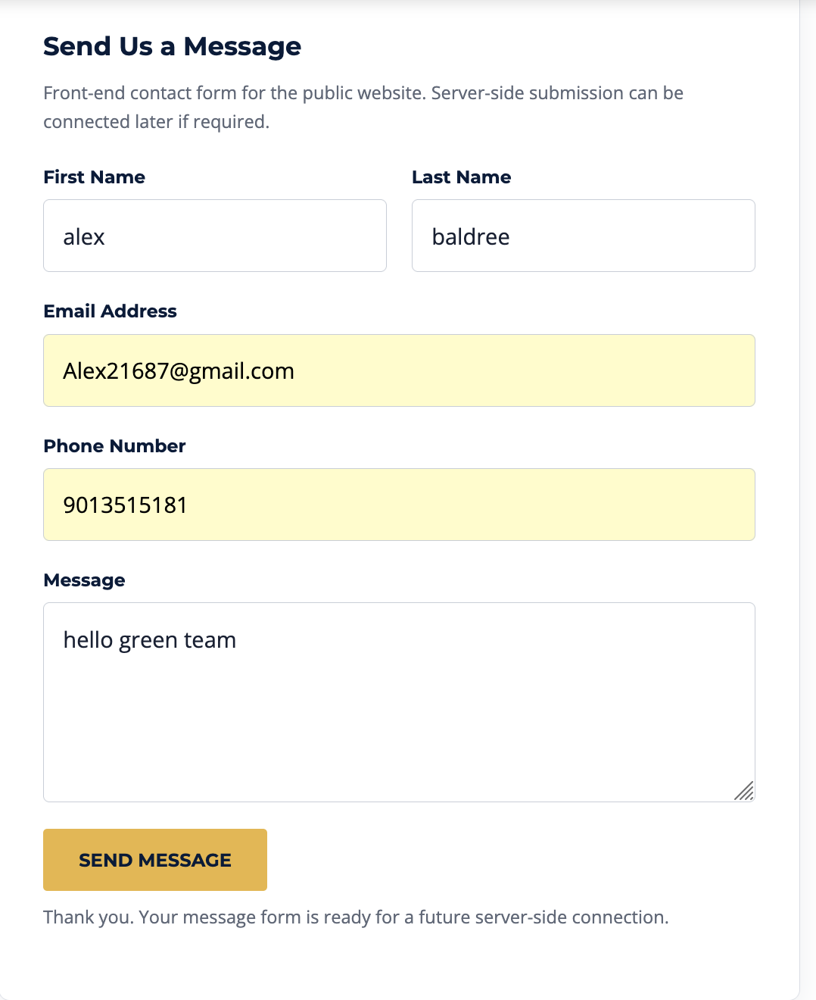 Send Us a Message
Front-end contact form for the public website. Server-side submission can be
connected later if required.
First Name
Last Name
alex
baldree
Email Address
Alex21687@gmail.com
Phone Number
9013515181
Message
hello green team
SEND MESSAGE
Thank you. Your message form is ready for a future server-side connection.